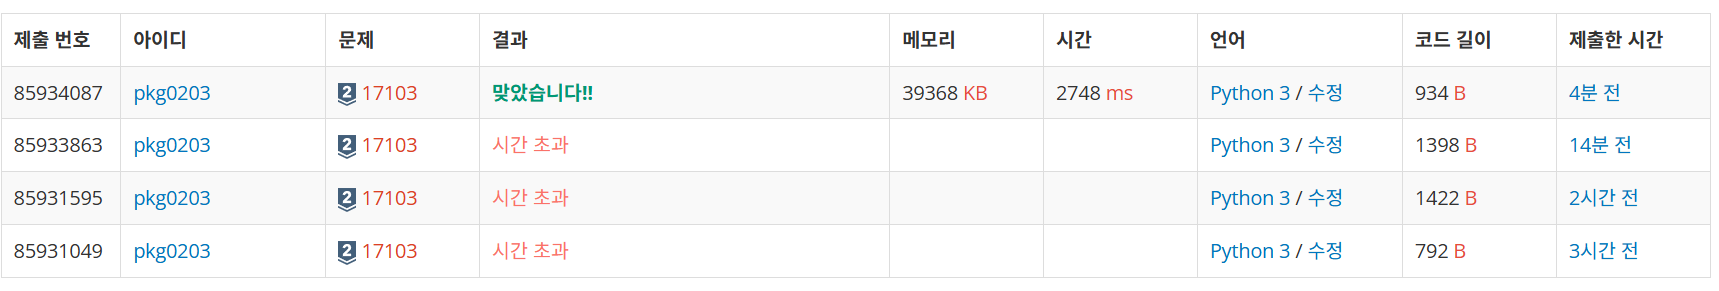 제출 번호 아이디 문제 결과 메모리 시간 언어 코드 길이 제출한 시간
85934087 pkg0203 2 17103 맞았습니다!! 39368 KB 2748 ms Python 3 / 수정 934 B 4분 전
85933863 pkg0203 2 17103 시간 초과 Python 3 / 수정 1398 B 14분 전
85931595 pkg0203 2 17103 시간 초과 Python 3 / 수정 1422 B 2시간 전
85931049 pkg0203 2 17103 시간 초과 Python 3 / 수정 792 B 3시간 전